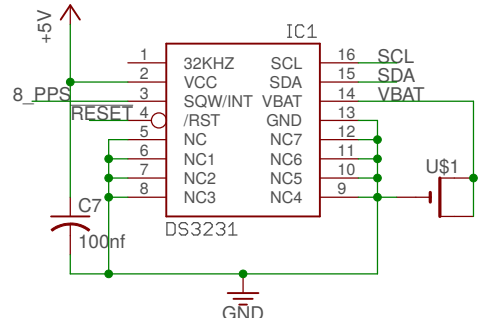 +5V
IC1
1 32KHZ SCL 16 SCL
2 VCC SDA 15 SDA
8_PPS 3 SQW/INT VBAT 14 VBAT
RESET 4 /RST GND 13
5 NC NC7 12
6 NC1 NC6 11
7 NC2 NC5 10
8 NC3 NC4 9
U$1
C7
100nf
DS3231
GND